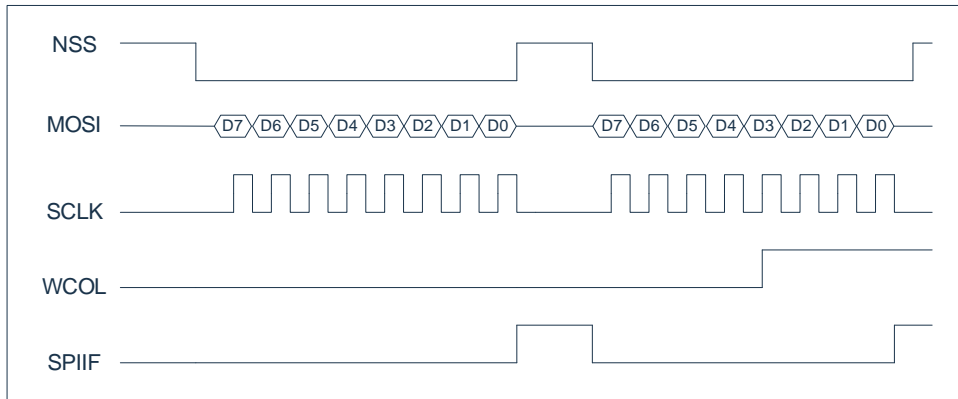 NSS
MOSI D7 D6 D5 D4 D3 D2 D1 D0 D7 D6 D5 D4 D3 D2 D1 D0
SCLK
WCOL
SPIIF